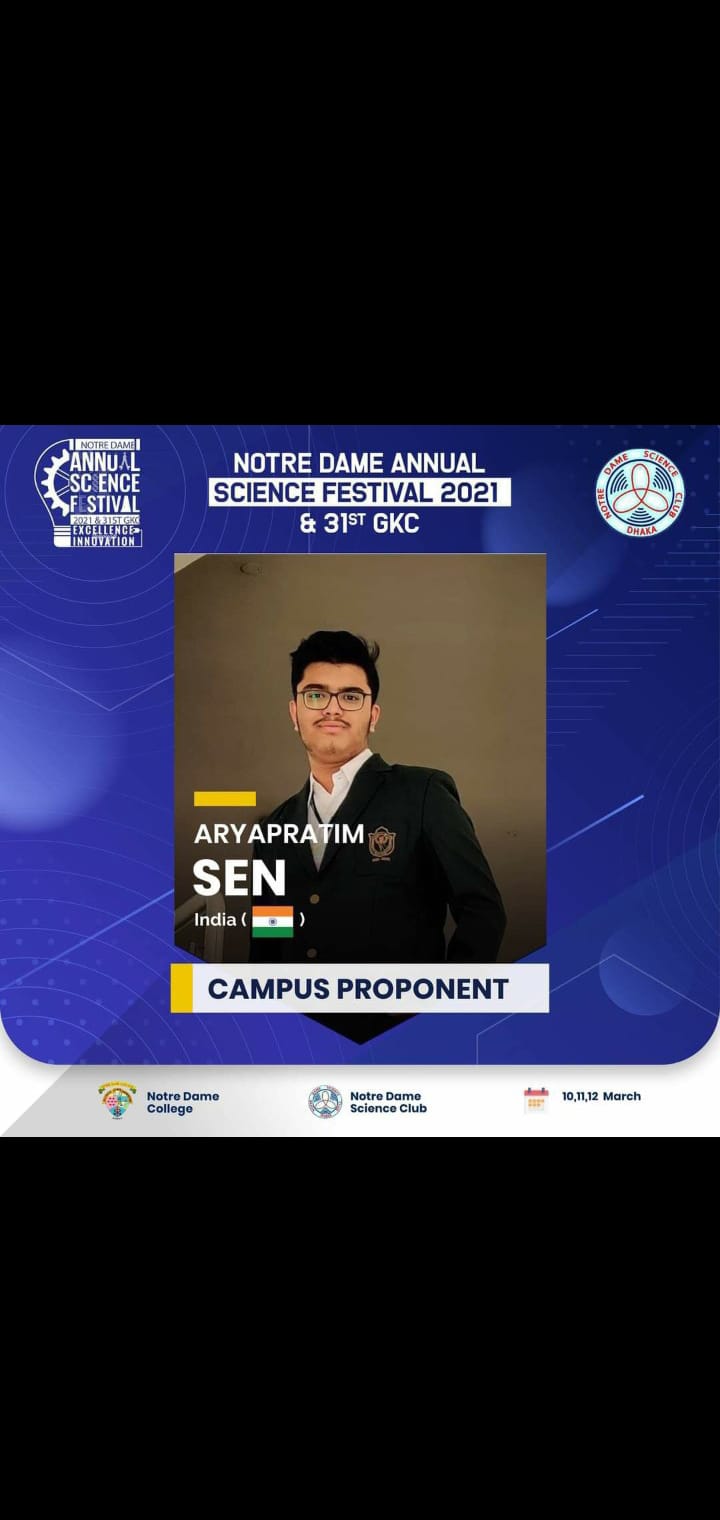 NOTRE DAME
ANNUAL
SCIENCE
FESTIVAL
2021 & 31ST GKC
EXCELLENCE
INNOVATION
NOTRE DAME ANNUAL
SCIENCE FESTIVAL 2021
& 31ST GKC
NOTRE DAME SCIENCE CLUB
DHAKA
ARYAPRATIM
SEN
India ( )
CAMPUS PROPONENT
Notre Dame
College
Notre Dame
Science Club
10,11,12 March